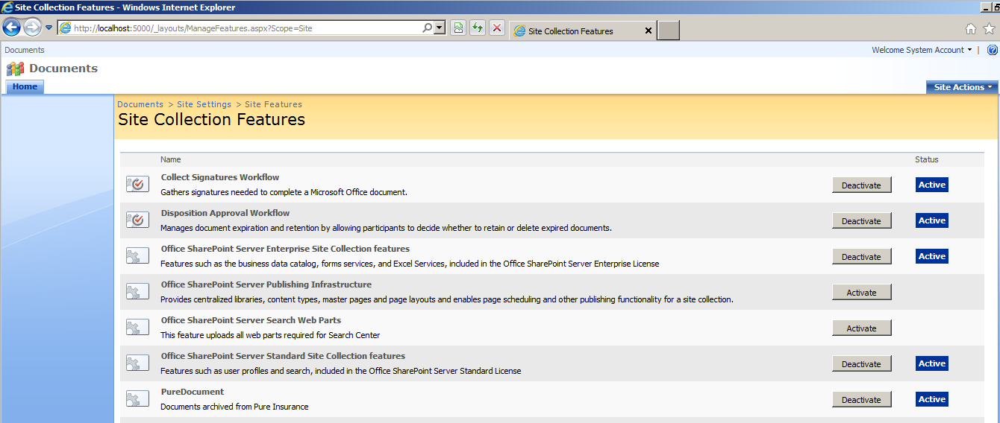 Site Collection Features - Windows Internet Explorer
http://localhost:5000/_layouts/ManageFeatures.aspx?Scope=Site
Site Collection Features
Documents
Welcome System Account
Documents
Home
Site Actions
Documents > Site Settings > Site Features
Site Collection Features
Name Status
Collect Signatures Workflow
Gathers signatures needed to complete a Microsoft Office document.
Deactivate Active
Disposition Approval Workflow
Manages document expiration and retention by allowing participants to decide whether to retain or delete expired documents.
Deactivate Active
Office SharePoint Server Enterprise Site Collection features
Features such as the business data catalog, forms services, and Excel Services, included in the Office SharePoint Server Enterprise License
Deactivate Active
Office SharePoint Server Publishing Infrastructure
Provides centralized libraries, content types, master pages and page layouts and enables page scheduling and other publishing functionality for a site collection.
Activate
Office SharePoint Server Search Web Parts
This feature uploads all web parts required for Search Center
Activate
Office SharePoint Server Standard Site Collection features
Features such as user profiles and search, included in the Office SharePoint Server Standard License
Deactivate Active
PureDocument
Documents archived from Pure Insurance
Deactivate Active